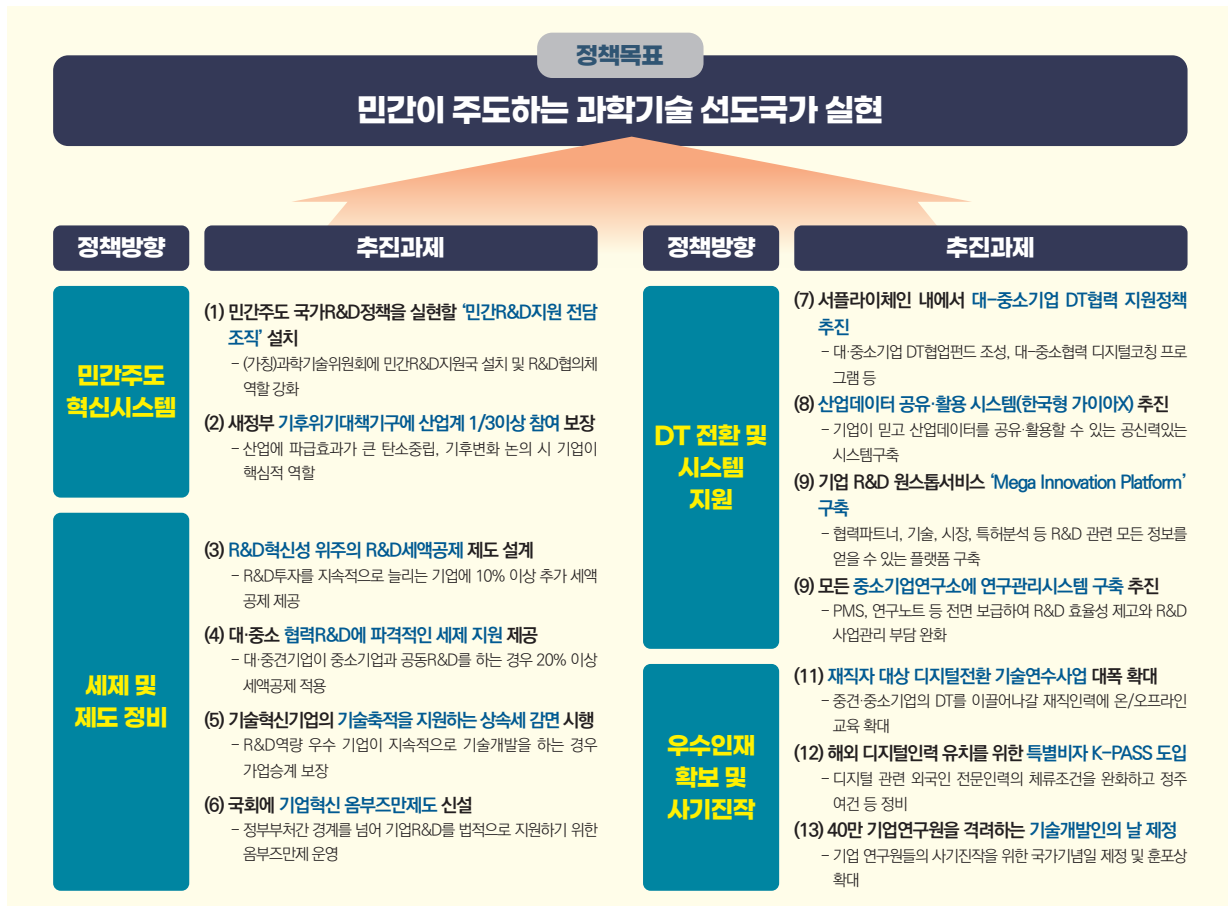 정책목표
민간이 주도하는 과학기술 선도국가 실현
정책방향
추진과제
민간주도
혁신시스템
(1) 민간주도 국가R&D정책을 실현할 ‘민간R&D지원 전담
조직’ 설치
- (가칭)과학기술위원회에 민간R&D지원국 설치 및 R&D협의체
역할 강화
(2) 새정부 기후위기대책기구에 산업계 1/3이상 참여 보장
- 산업에 파급효과가 큰 탄소중립, 기후변화 논의 시 기업이
핵심적 역할
세제 및
제도 정비
(3) R&D혁신성 위주의 R&D세액공제 제도 설계
- R&D투자를 지속적으로 늘리는 기업에 10% 이상 추가 세액
공제 제공
(4) 대·중소 협력R&D에 파격적인 세제 지원 제공
- 대·중견기업이 중소기업과 공동R&D를 하는 경우 20% 이상
세액공제 적용
(5) 기술혁신기업의 기술축적을 지원하는 상속세 감면 시행
- R&D역량 우수 기업이 지속적으로 기술개발을 하는 경우
가업승계 보장
(6) 국회에 기업혁신 옴부즈만제도 신설
- 정부부처간 경계를 넘어 기업R&D를 법적으로 지원하기 위한
옴부즈만제 운영
정책방향
추진과제
DT 전환 및
시스템
지원
(7) 서플라이체인 내에서 대-중소기업 DT협력 지원정책
추진
- 대·중소기업 DT협업펀드 조성, 대-중소협력 디지털코칭 프로
그램 등
(8) 산업데이터 공유·활용 시스템(한국형 가이아X) 추진
- 기업이 믿고 산업데이터를 공유·활용할 수 있는 공신력있는
시스템구축
(9) 기업 R&D 원스톱서비스 ‘Mega Innovation Platform’
구축
- 협력파트너, 기술, 시장, 특허분석 등 R&D 관련 모든 정보를
얻을 수 있는 플랫폼 구축
(9) 모든 중소기업연구소에 연구관리시스템 구축 추진
- PMS, 연구노트 등 전면 보급하여 R&D 효율성 제고와 R&D
사업관리 부담 완화
우수인재
확보 및
사기진작
(11) 재직자 대상 디지털전환 기술연수사업 대폭 확대
- 중견·중소기업의 DT를 이끌어나갈 재직인력에 온/오프라인
교육 확대
(12) 해외 디지털인력 유치를 위한 특별비자 K-PASS 도입
- 디지털 관련 외국인 전문인력의 체류조건을 완화하고 정주
여건 등 정비
(13) 40만 기업연구원을 격려하는 기술개발인의 날 제정
- 기업 연구원들의 사기진작을 위한 국가기념일 제정 및 훈포상
확대